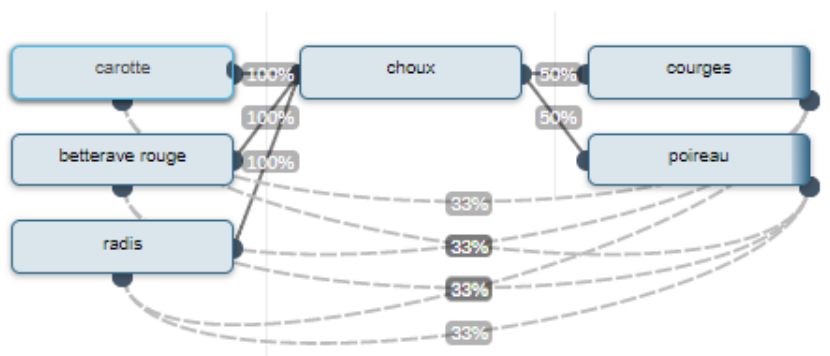 carotte
100%
choux
50%
courges
100%
50%
betterave rouge
100%
poireau
33%
radis
33%
33%
33%